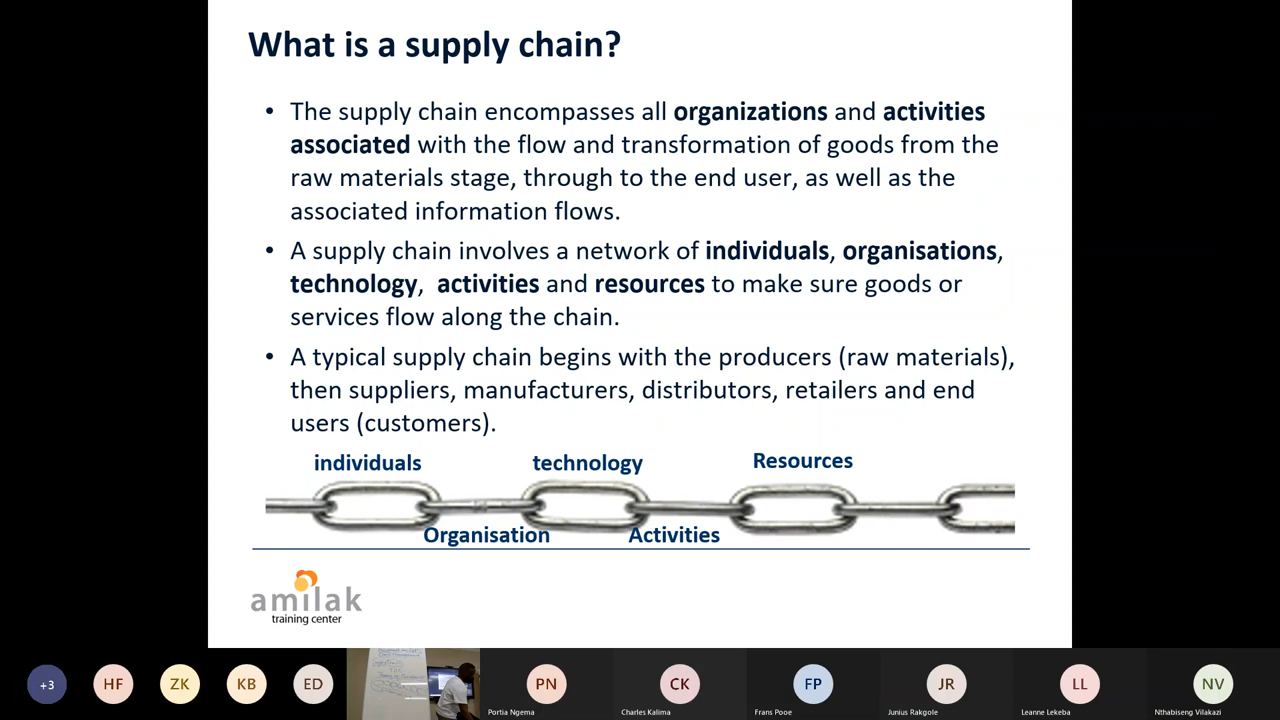 What is a supply chain?
• The supply chain encompasses all organizations and activities
associated with the flow and transformation of goods from the
raw materials stage, through to the end user, as well as the
associated information flows.
• A supply chain involves a network of individuals, organisations,
technology, activities and resources to make sure goods or
services flow along the chain.
• A typical supply chain begins with the producers (raw materials),
then suppliers, manufacturers, distributors, retailers and end
users (customers).
individuals technology Resources
Organisation Activities
amilak
training center
+3 HF ZK KB ED PN CK FP JR LL NV
Portia Ngema Charles Kalima Frans Pooe Junius Rakgole Leanne Lekeba Nthabiseng Vilakazi